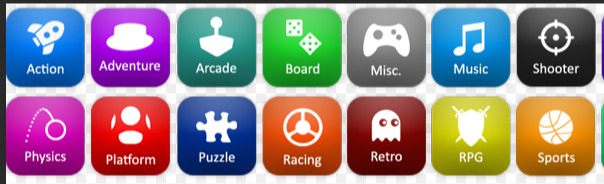 Action
Adventure
Arcade
Board
Misc.
Music
Shooter
Physics
Platform
Puzzle
Racing
Retro
RPG
Sports